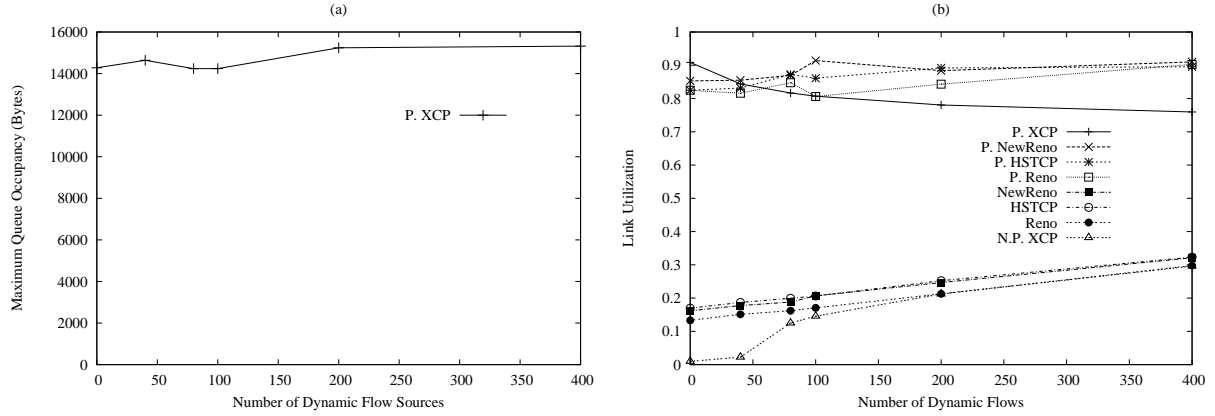 (a)
16000
14000
12000
10000
8000
6000
4000
2000
0
0 50 100 150 200 250 300 350 400
Maximum Queue Occupancy (Bytes)
Number of Dynamic Flow Sources
P. XCP
(b)
1
0.9
0.8
0.7
0.6
0.5
0.4
0.3
0.2
0.1
0
0 50 100 150 200 250 300 350 400
Link Utilization
Number of Dynamic Flows
P. XCP
P. NewReno
P. HSTCP
P. Reno
NewReno
HSTCP
Reno
N.P. XCP